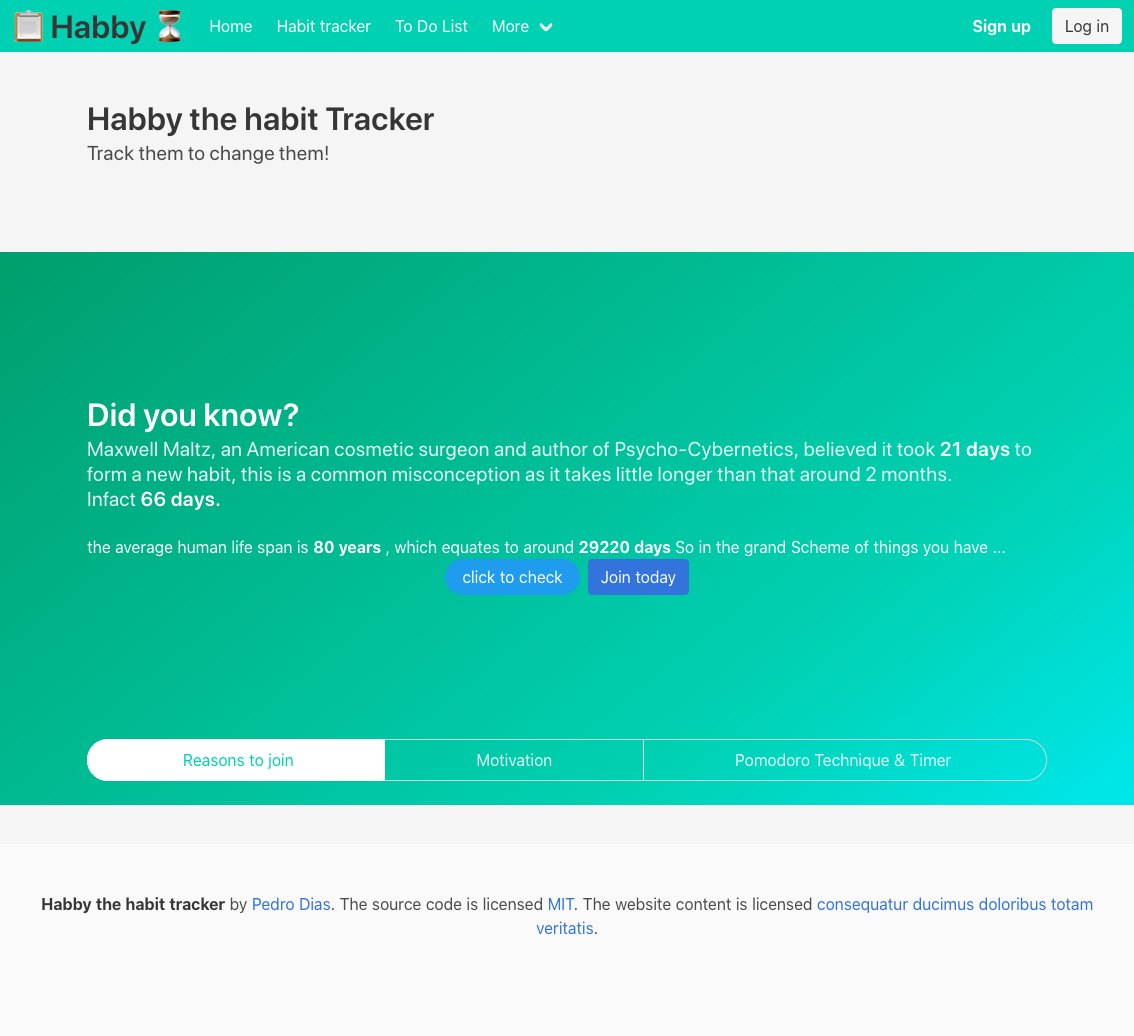 Habby
Home
Habit tracker
To Do List
More
Sign up
Log in
Habby the habit Tracker
Track them to change them!
Did you know?
Maxwell Maltz, an American cosmetic surgeon and author of Psycho-Cybernetics, believed it took 21 days to
form a new habit, this is a common misconception as it takes little longer than that around 2 months.
Infact 66 days.
the average human life span is 80 years , which equates to around 29220 days So in the grand Scheme of things you have ...
click to check
Join today
Reasons to join
Motivation
Pomodoro Technique & Timer
Habby the habit tracker by Pedro Dias. The source code is licensed MIT. The website content is licensed consequatur ducimus doloribus totam
veritatis.